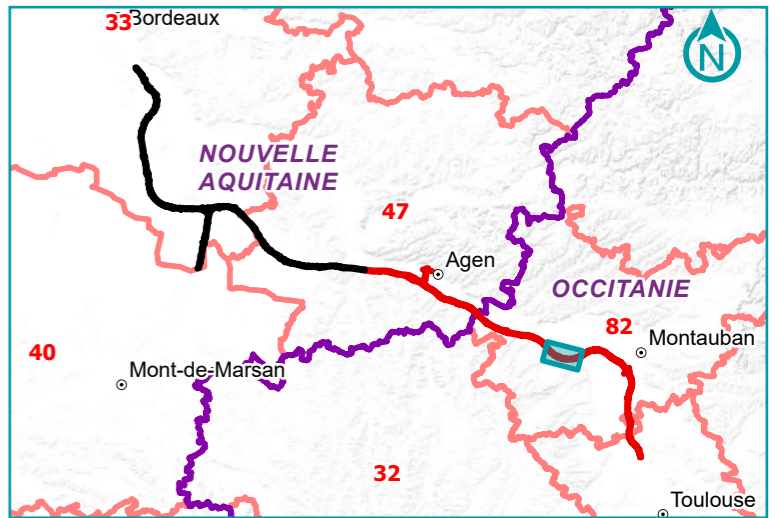 33
Bordeaux
N
NOUVELLE
AQUITAINE
47
Agen
OCCITANIE
82
Montauban
40
Mont-de-Marsan
32
Toulouse